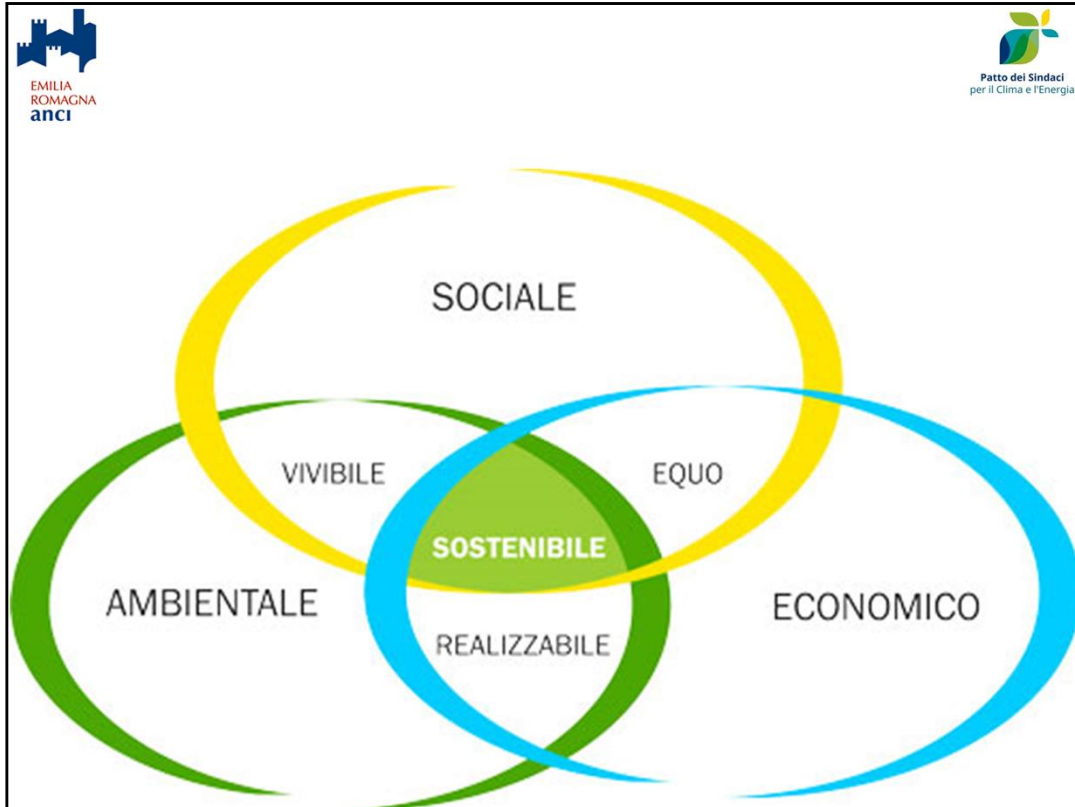 EMILIA
ROMAGNA
anci
Patto dei Sindaci
per il Clima e l'Energia
SOCIALE
VIVIBILE
EQUO
SOSTENIBILE
AMBIENTALE
ECONOMICO
REALIZZABILE